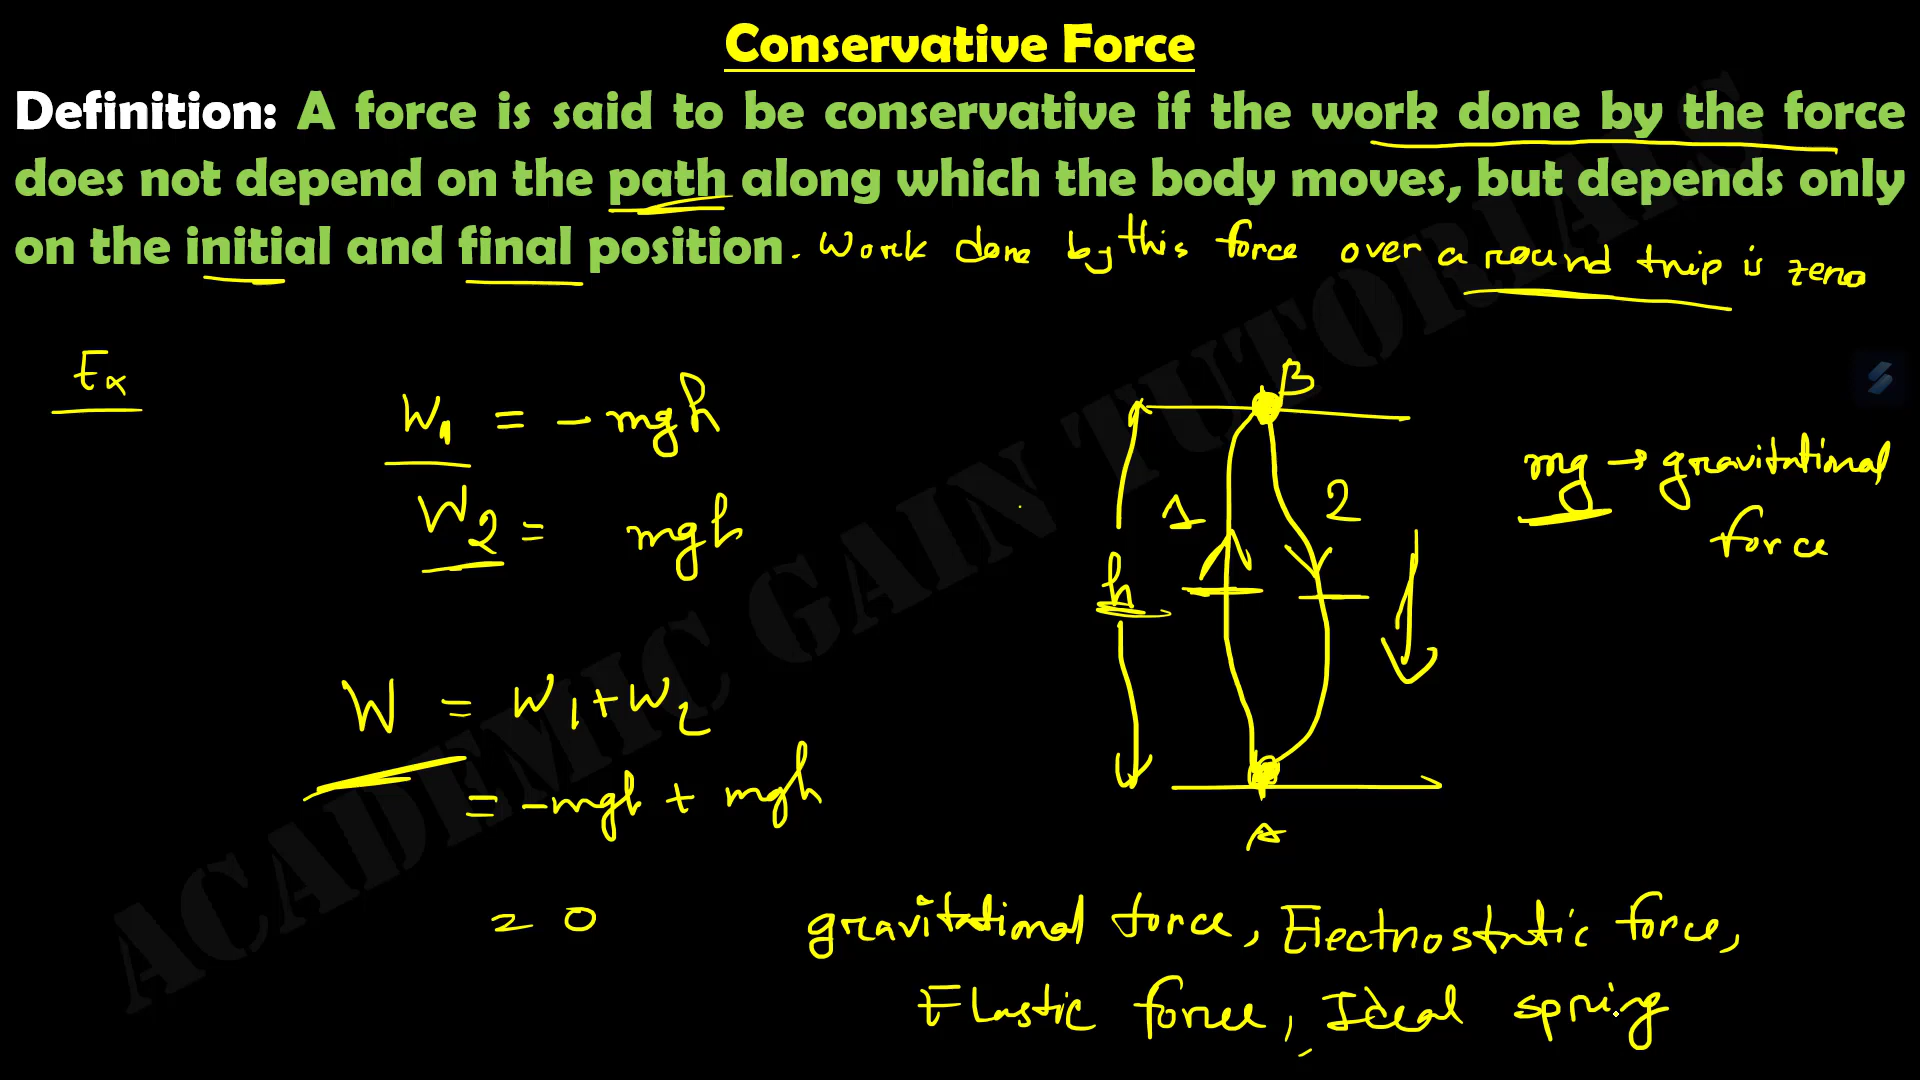 Conservative Force
Definition: A force is said to be conservative if the work done by the force
does not depend on the path along which the body moves, but depends only
on the initial and final position. Work done by this force over a round trip is zero
Ex
W1 = - mgh
W2 = mgh
W = W1 + W2
= -mgh + mgh
= 0
B
1
2
h
A
mg → gravitational
force
gravitational force, Electrostatic force,
Elastic force, Ideal spring
ACADEMIC GAIN TUTORIALS